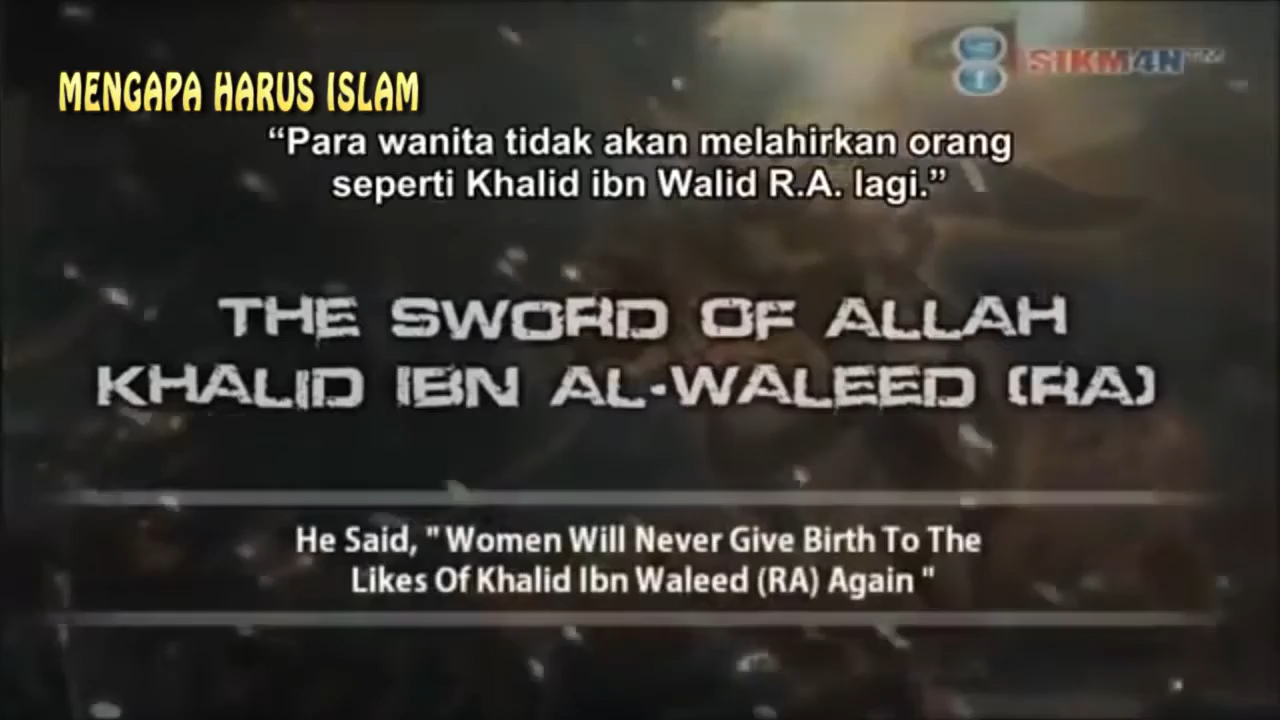 MENGAPA HARUS ISLAM
S1KM4N™
“Para wanita tidak akan melahirkan orang
seperti Khalid ibn Walid R.A. lagi.”
THE SWORD OF ALLAH
KHALID IBN AL-WALEED (RA)
He Said, " Women Will Never Give Birth To The
Likes Of Khalid Ibn Waleed (RA) Again "